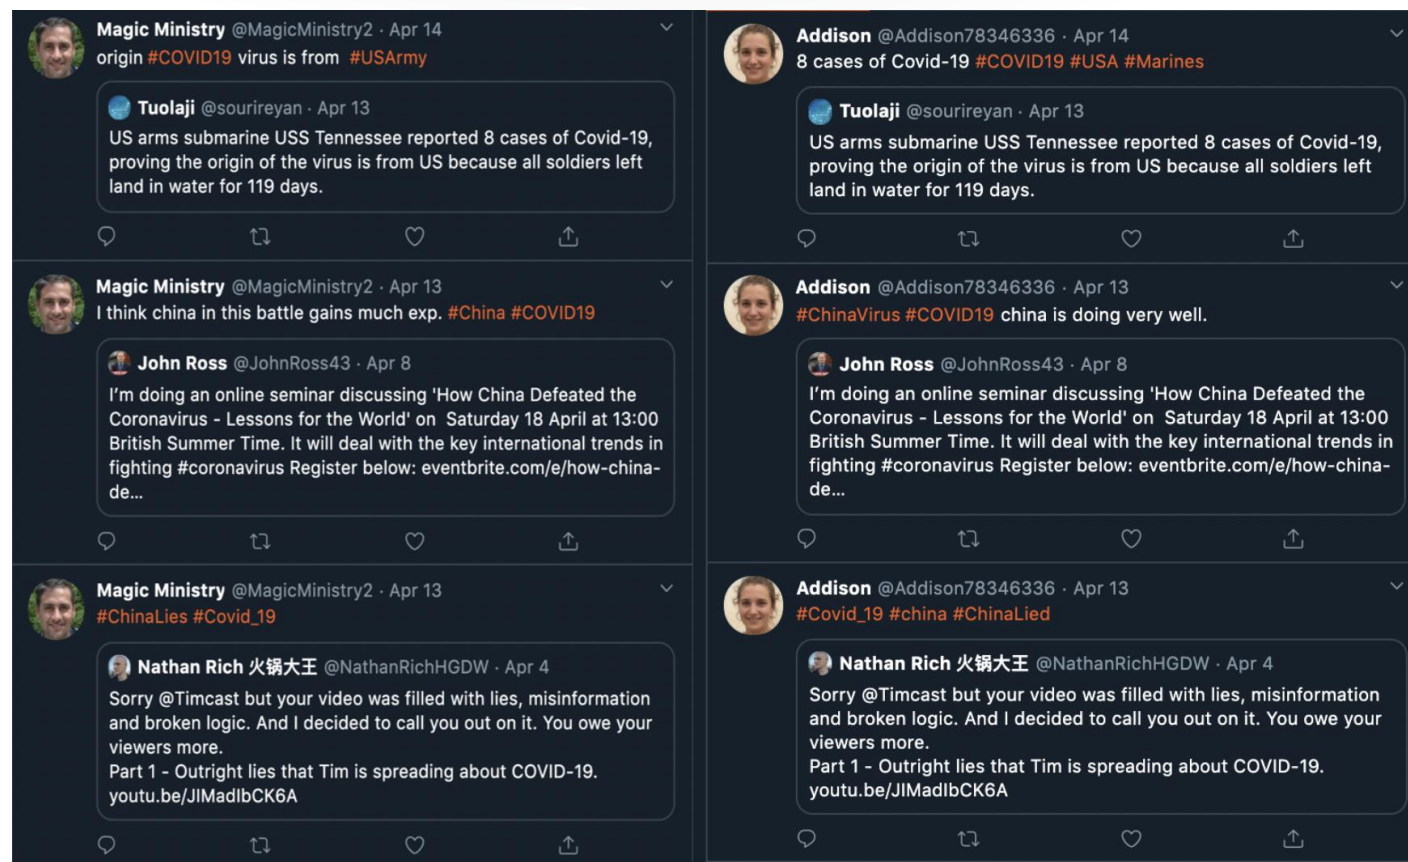 Magic Ministry @MagicMinistry2 · Apr 14
origin #COVID19 virus is from #USArmy
Tuolaji @sourireyan · Apr 13
US arms submarine USS Tennessee reported 8 cases of Covid-19,
proving the origin of the virus is from US because all soldiers left
land in water for 119 days.
Magic Ministry @MagicMinistry2 · Apr 13
I think china in this battle gains much exp. #China #COVID19
John Ross @JohnRoss43 · Apr 8
I'm doing an online seminar discussing 'How China Defeated the
Coronavirus - Lessons for the World' on Saturday 18 April at 13:00
British Summer Time. It will deal with the key international trends in
fighting #coronavirus Register below: eventbrite.com/e/how-china-
de...
Magic Ministry @MagicMinistry2 · Apr 13
#ChinaLies #Covid_19
Nathan Rich 火锅大王 @NathanRichHGDW · Apr 4
Sorry @Timcast but your video was filled with lies, misinformation
and broken logic. And I decided to call you out on it. You owe your
viewers more.
Part 1 - Outright lies that Tim is spreading about COVID-19.
youtu.be/JIMadIbCK6A
Addison @Addison78346336 · Apr 14
8 cases of Covid-19 #COVID19 #USA #Marines
Tuolaji @sourireyan · Apr 13
US arms submarine USS Tennessee reported 8 cases of Covid-19,
proving the origin of the virus is from US because all soldiers left
land in water for 119 days.
Addison @Addison78346336 · Apr 13
#ChinaVirus #COVID19 china is doing very well.
John Ross @JohnRoss43 · Apr 8
I'm doing an online seminar discussing 'How China Defeated the
Coronavirus - Lessons for the World' on Saturday 18 April at 13:00
British Summer Time. It will deal with the key international trends in
fighting #coronavirus Register below: eventbrite.com/e/how-china-
de...
Addison @Addison78346336 · Apr 13
#Covid_19 #china #ChinaLied
Nathan Rich 火锅大王 @NathanRichHGDW · Apr 4
Sorry @Timcast but your video was filled with lies, misinformation
and broken logic. And I decided to call you out on it. You owe your
viewers more.
Part 1 - Outright lies that Tim is spreading about COVID-19.
youtu.be/JIMadIbCK6A